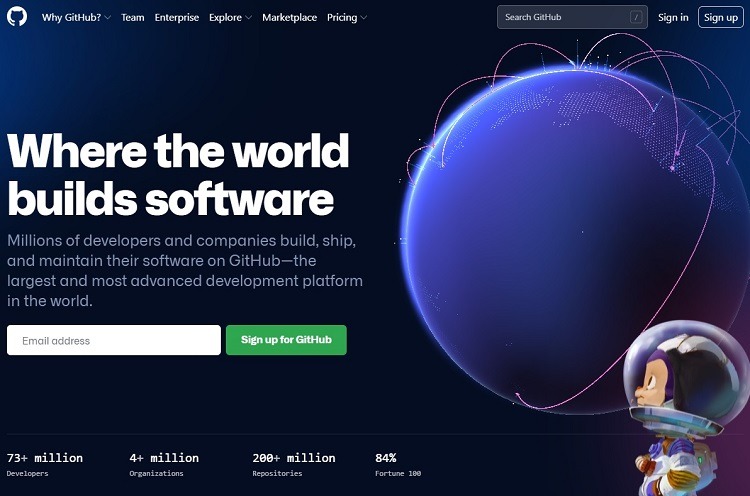 Why GitHub? Team Enterprise Explore Marketplace Pricing Search GitHub / Sign in Sign up
Where the world
builds software
Millions of developers and companies build, ship,
and maintain their software on GitHub—the
largest and most advanced development platform
in the world.
Email address Sign up for GitHub
73+ million 4+ million 200+ million 84%
Developers Organizations Repositories Fortune 100